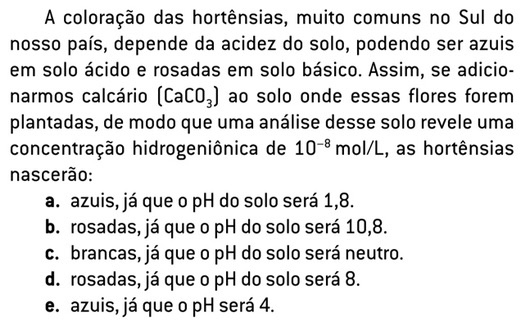 A coloração das hortênsias, muito comuns no Sul do
nosso país, depende da acidez do solo, podendo ser azuis
em solo ácido e rosadas em solo básico. Assim, se adicio-
narmos calcário (CaCO₃) ao solo onde essas flores forem
plantadas, de modo que uma análise desse solo revele uma
concentração hidrogeniônica de 10⁻⁸ mol/L, as hortênsias
nascerão:
a. azuis, já que o pH do solo será 1,8.
b. rosadas, já que o pH do solo será 10,8.
c. brancas, já que o pH do solo será neutro.
d. rosadas, já que o pH do solo será 8.
e. azuis, já que o pH será 4.